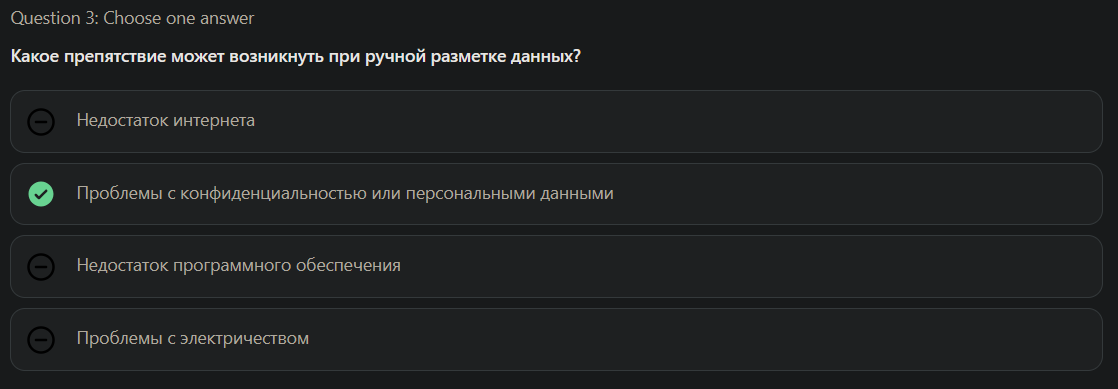 Question 3: Choose one answer
Какое препятствие может возникнуть при ручной разметке данных?
Недостаток интернета
Проблемы с конфиденциальностью или персональными данными
Недостаток программного обеспечения
Проблемы с электричеством